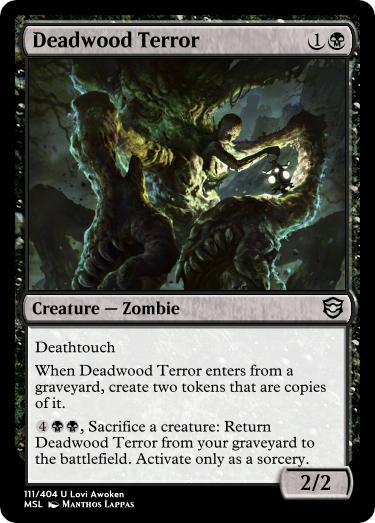 Deadwood Terror 1
Creature — Zombie
Deathtouch
When Deadwood Terror enters from a
graveyard, create two tokens that are copies
of it.
4, Sacrifice a creature: Return
Deadwood Terror from your graveyard to
the battlefield. Activate only as a sorcery.
2/2
111/404 U Lovi Awoken
MSL Manthos Lappas